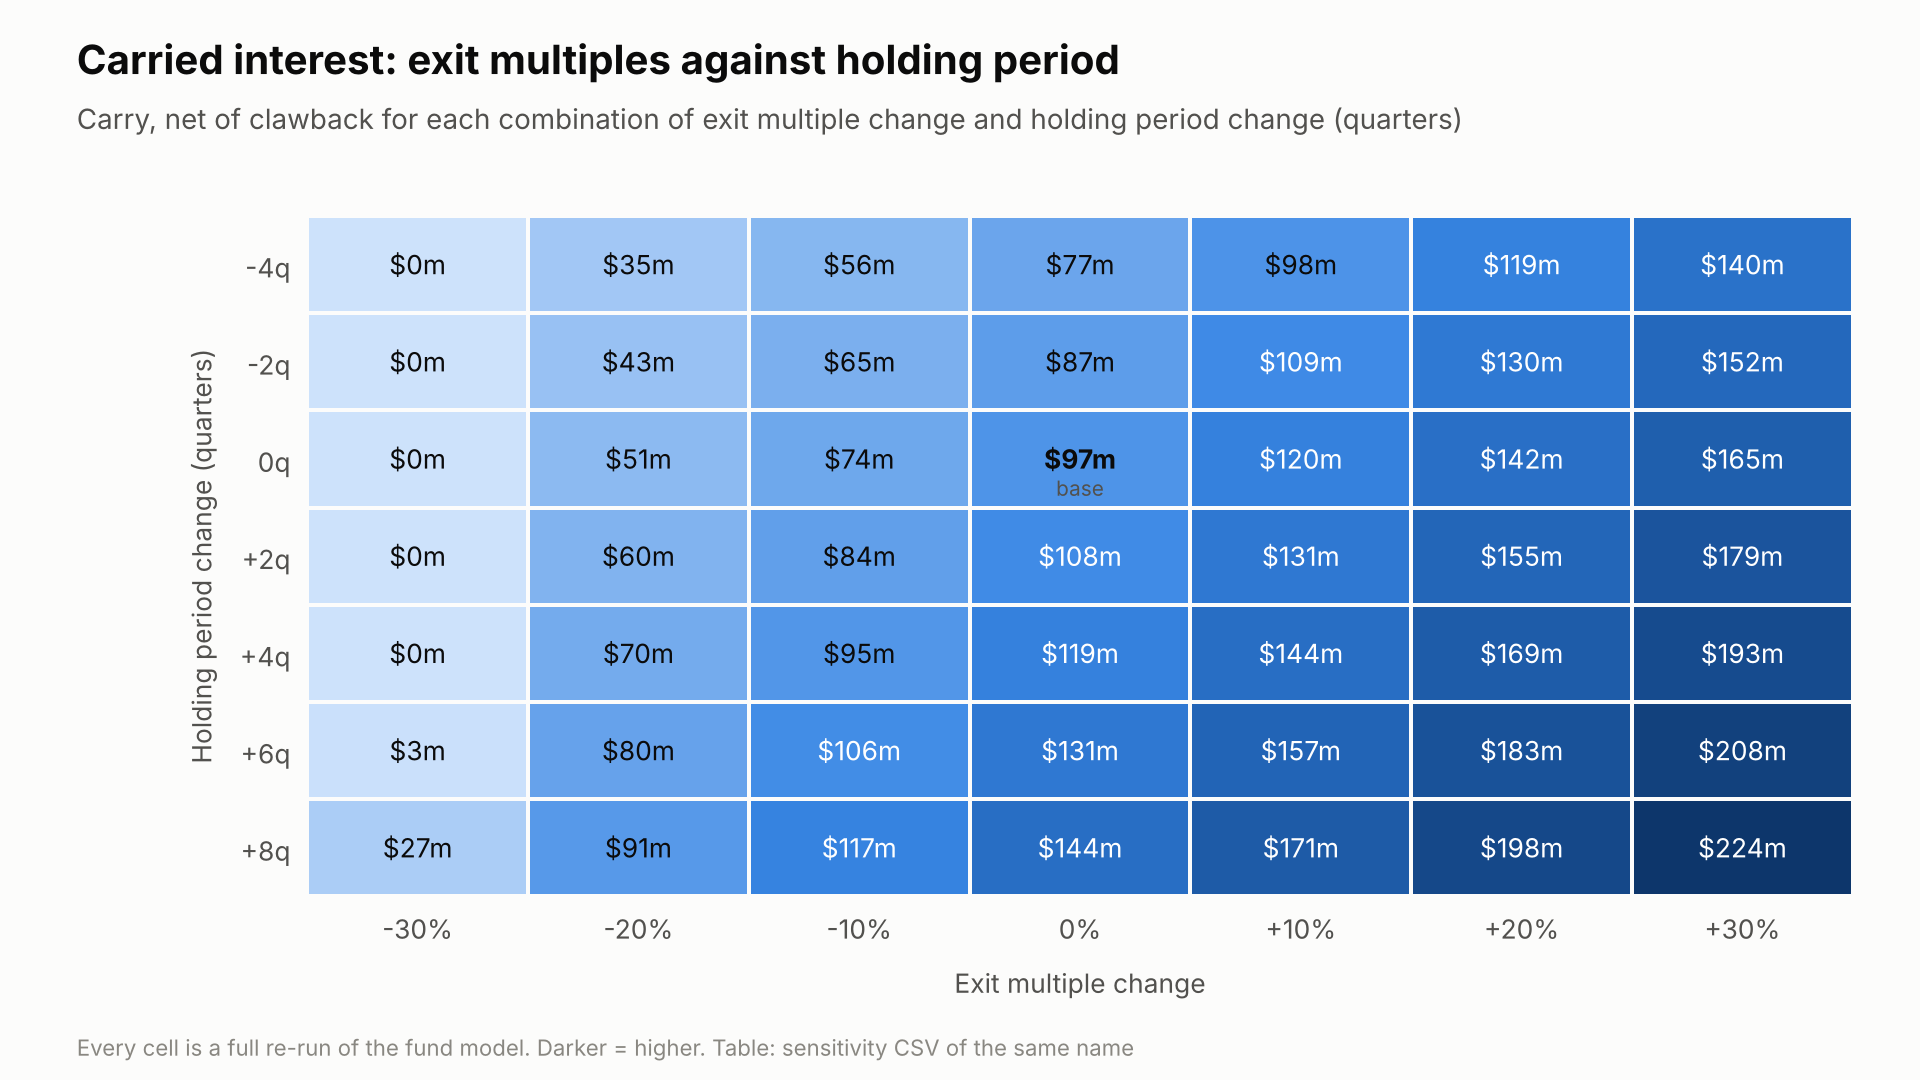 Carried interest: exit multiples against holding period
Carry, net of clawback for each combination of exit multiple change and holding period change (quarters)
Holding period change (quarters)
-4q $0m $35m $56m $77m $98m $119m $140m
-2q $0m $43m $65m $87m $109m $130m $152m
0q $0m $51m $74m $97m $120m $142m $165m
base
+2q $0m $60m $84m $108m $131m $155m $179m
+4q $0m $70m $95m $119m $144m $169m $193m
+6q $3m $80m $106m $131m $157m $183m $208m
+8q $27m $91m $117m $144m $171m $198m $224m
-30% -20% -10% 0% +10% +20% +30%
Exit multiple change
Every cell is a full re-run of the fund model. Darker = higher. Table: sensitivity CSV of the same name